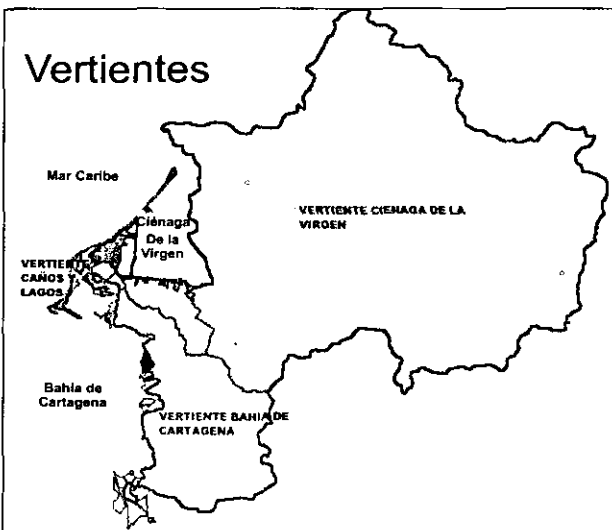 Vertientes
Mar Caribe
Ciénaga
De la
Virgen
VERTIENTE CIENAGA DE LA
VIRGEN
VERTIENTE
CAÑOS Y
LAGOS
Bahía de
Cartagena
VERTIENTE BAHIA DE
CARTAGENA